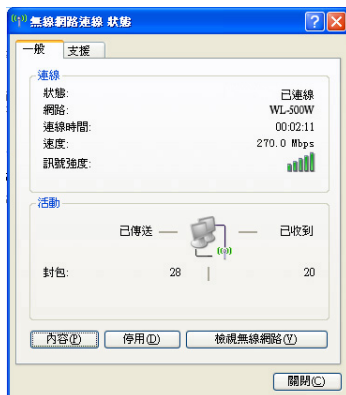 無線網路連線 狀態
一般 支援
連線
狀態: 已連線
網路: WL-500W
連線時間: 00:02:11
速度: 270.0 Mbps
訊號強度:
活動
已傳送 — — 已收到
封包: 28 | 20
內容(P) 停用(D) 檢視無線網路(V)
關閉(C)